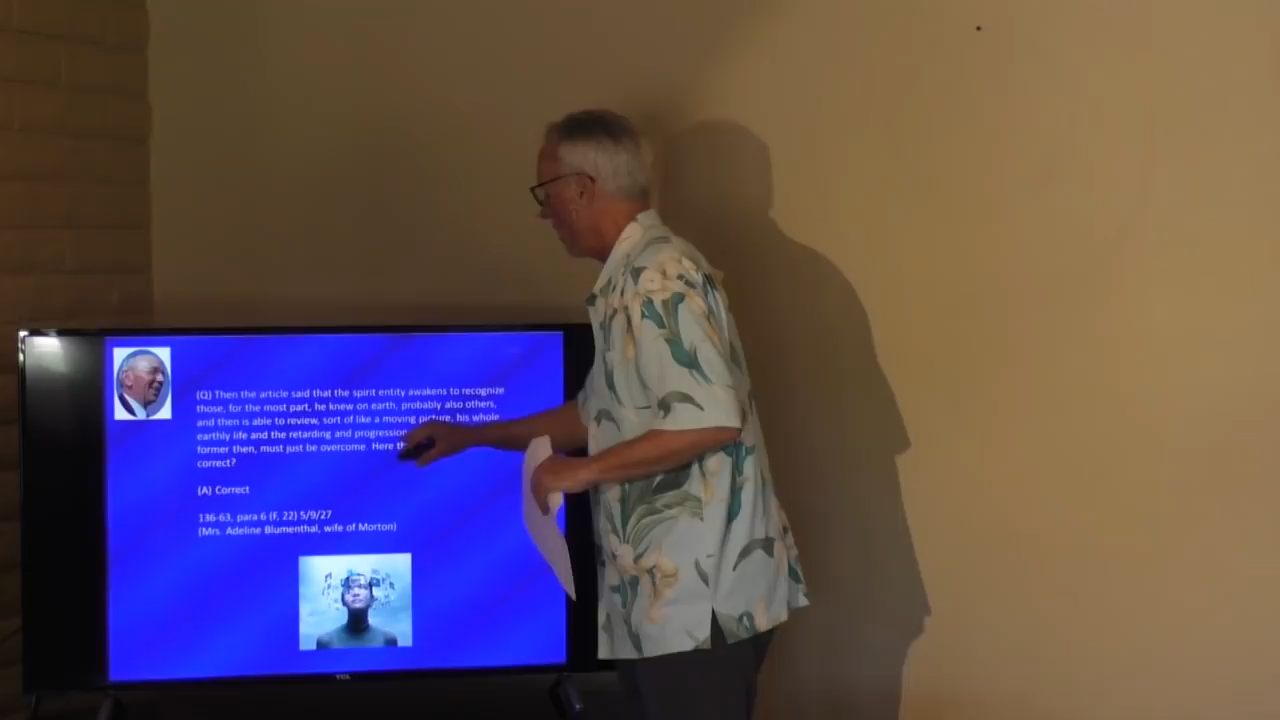 (Q) Then the article said that the spirit entity awakens to recognize
those, for the most part, he knew on earth, probably also others,
and then is able to review, sort of like a moving picture, his whole
earthly life and the retarding and progression
former then, must just be overcome. Here
correct?
(A) Correct
136-63, para 6 (F, 22) 5/9/27
(Mrs. Adeline Blumenthal, wife of Morton)
TCL